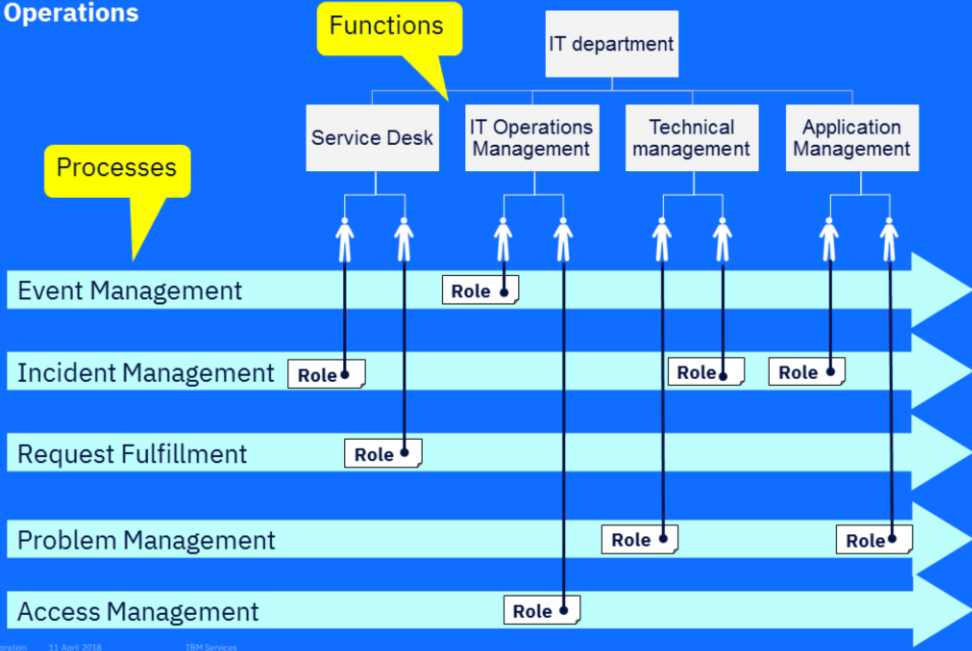 Operations
Functions
IT department
Service Desk
IT Operations
Management
Technical
management
Application
Management
Processes
Event Management
Role
Incident Management
Role
Role
Role
Request Fulfillment
Role
Problem Management
Role
Role
Access Management
Role
oration 11 April 2018 IBM Services